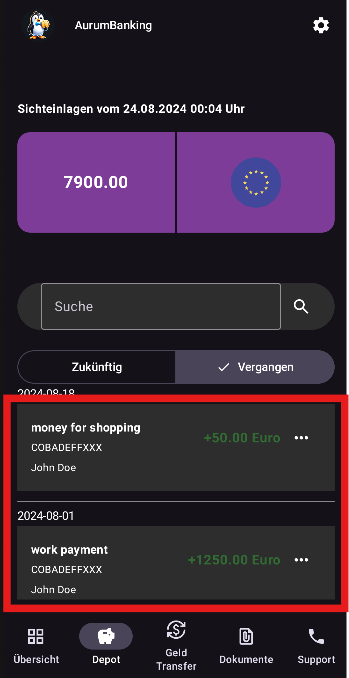 AurumBanking
Sichteinlagen vom 24.08.2024 00:04 Uhr
7900.00
Suche
Zukünftig
Vergangen
2024-08-18
money for shopping
+50.00 Euro
COBADEFFXXX
John Doe
2024-08-01
work payment
+1250.00 Euro
COBADEFFXXX
John Doe
Übersicht
Depot
Geld
Transfer
Dokumente
Support